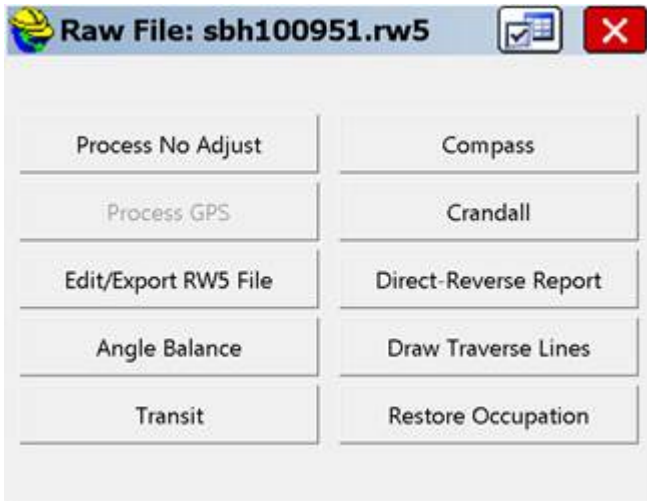 Raw File: sbh100951.rw5
Process No Adjust
Compass
Process GPS
Crandall
Edit/Export RW5 File
Direct-Reverse Report
Angle Balance
Draw Traverse Lines
Transit
Restore Occupation